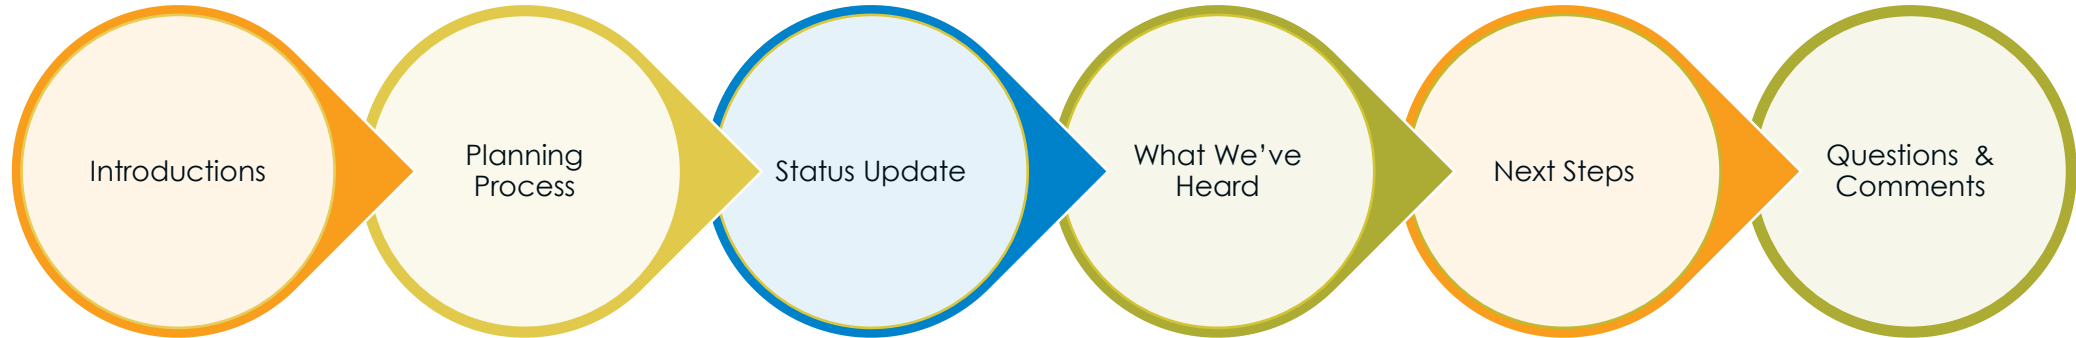 Introductions
Planning
Process
Status Update
What We’ve
Heard
Next Steps
Questions  &
Comments